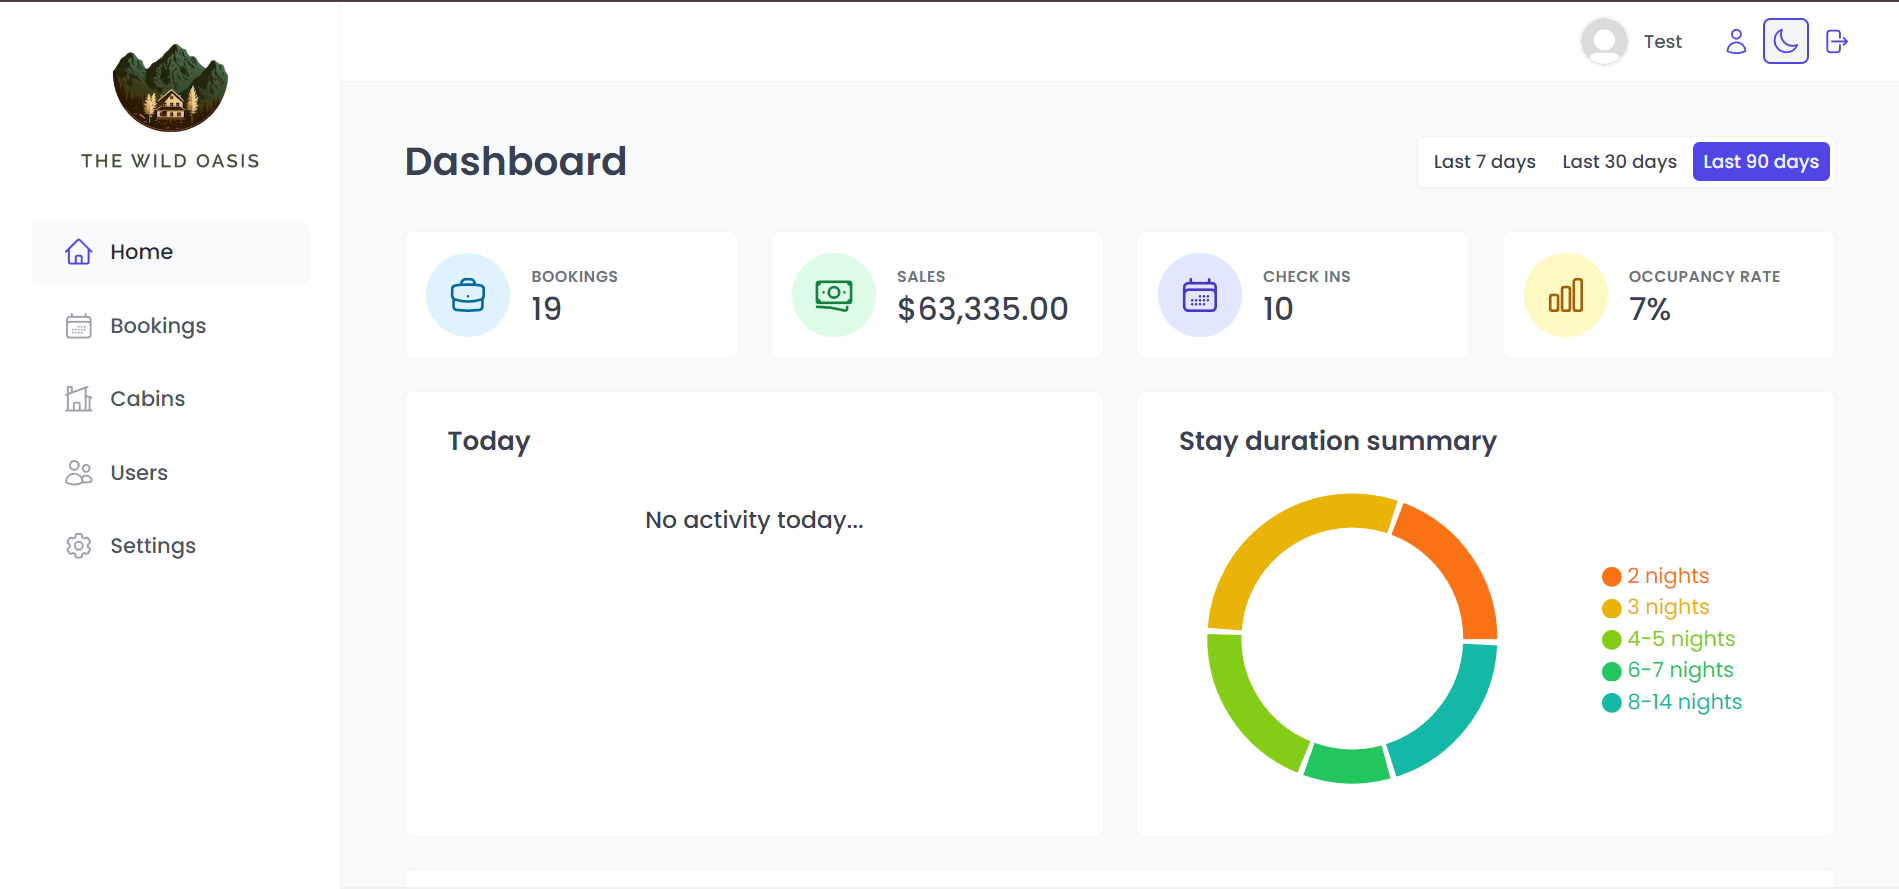 THE WILD OASIS
Home
Bookings
Cabins
Users
Settings
Test
Dashboard
Last 7 days
Last 30 days
Last 90 days
BOOKINGS
19
SALES
$63,335.00
CHECK INS
10
OCCUPANCY RATE
7%
Today
No activity today...
Stay duration summary
2 nights
3 nights
4-5 nights
6-7 nights
8-14 nights